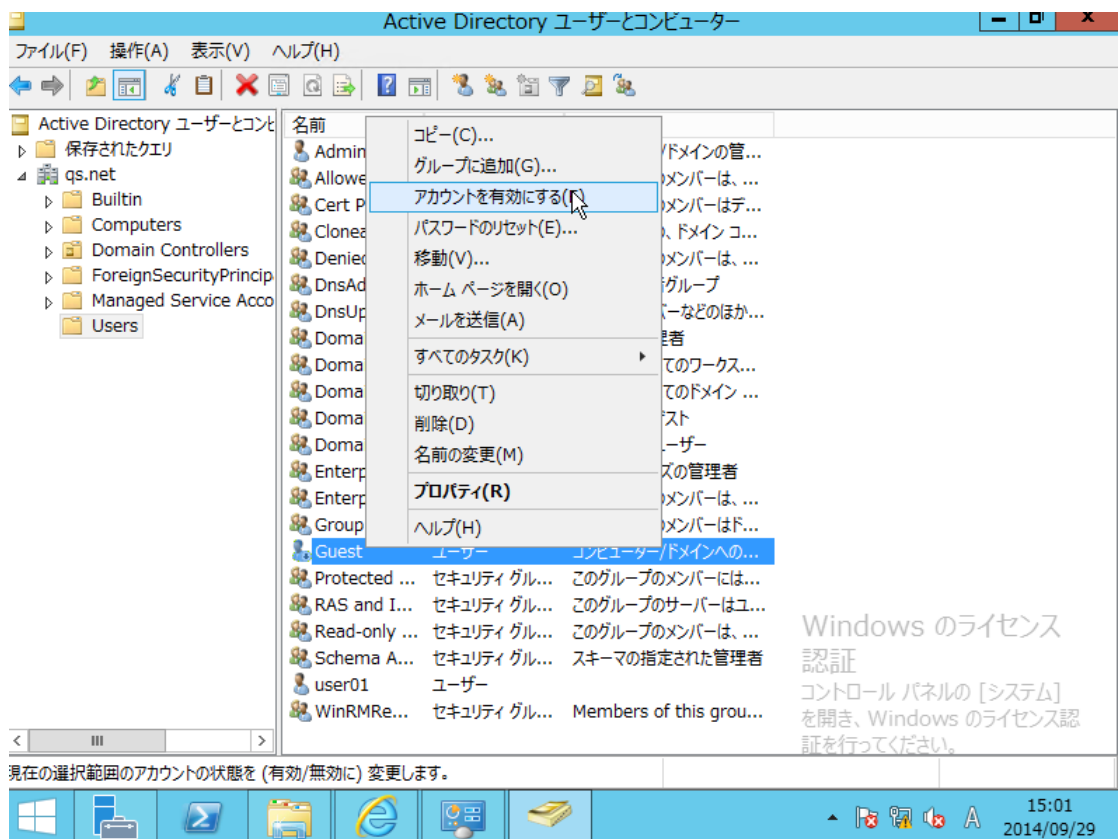 Active Directory ユーザーとコンピューター
ファイル(F) 操作(A) 表示(V) ヘルプ(H)
Active Directory ユーザーとコンピ
保存されたクエリ
qs.net
Builtin
Computers
Domain Controllers
ForeignSecurityPrincip
Managed Service Acco
Users
名前
Admin /ドメインの管...
Allowe メンバーは、...
Cert P メンバーはデ...
Clonea 、ドメイン コ...
Denied メンバーは、...
DnsAd グループ
DnsUp バーなどのほか...
Doma 理者
Doma てのワークス...
Doma てのドメイン ...
Doma スト
Doma ーザー
Enterp ズの管理者
Enterp メンバーは、...
Group メンバーはド...
Guest ユーザー コンピューター/ドメインへの...
Protected ... セキュリティ グル... このグループのメンバーには...
RAS and I... セキュリティ グル... このグループのサーバーはユ...
Read-only ... セキュリティ グル... このグループのメンバーは、...
Schema A... セキュリティ グル... スキーマの指定された管理者
user01 ユーザー
WinRMRe... セキュリティ グル... Members of this grou...
コピー(C)...
グループに追加(G)...
アカウントを有効にする(
パスワードのリセット(E)...
移動(V)...
ホーム ページを開く(O)
メールを送信(A)
すべてのタスク(K)
切り取り(T)
削除(D)
名前の変更(M)
プロパティ(R)
ヘルプ(H)
Windows のライセンス
認証
コントロール パネルの [システム]
を開き、Windows のライセンス認
証を行ってください。
現在の選択範囲のアカウントの状態を (有効/無効に) 変更します。
A
15:01
2014/09/29